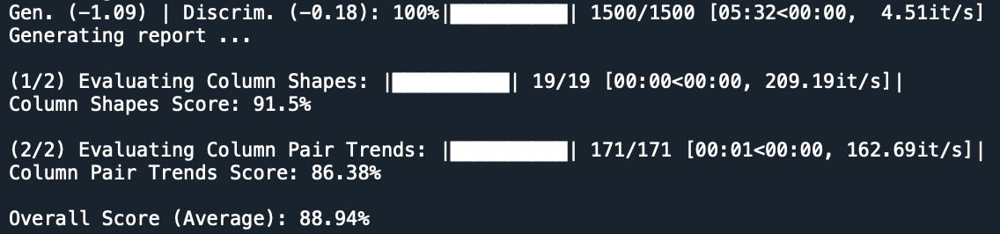 Gen. (-1.09) | Discrim. (-0.18): 100%|██████████| 1500/1500 [05:32<00:00,  4.51it/s]
Generating report ...
(1/2) Evaluating Column Shapes: |██████████| 19/19 [00:00<00:00, 209.19it/s]|
Column Shapes Score: 91.5%
(2/2) Evaluating Column Pair Trends: |██████████| 171/171 [00:01<00:00, 162.69it/s]|
Column Pair Trends Score: 86.38%
Overall Score (Average): 88.94%